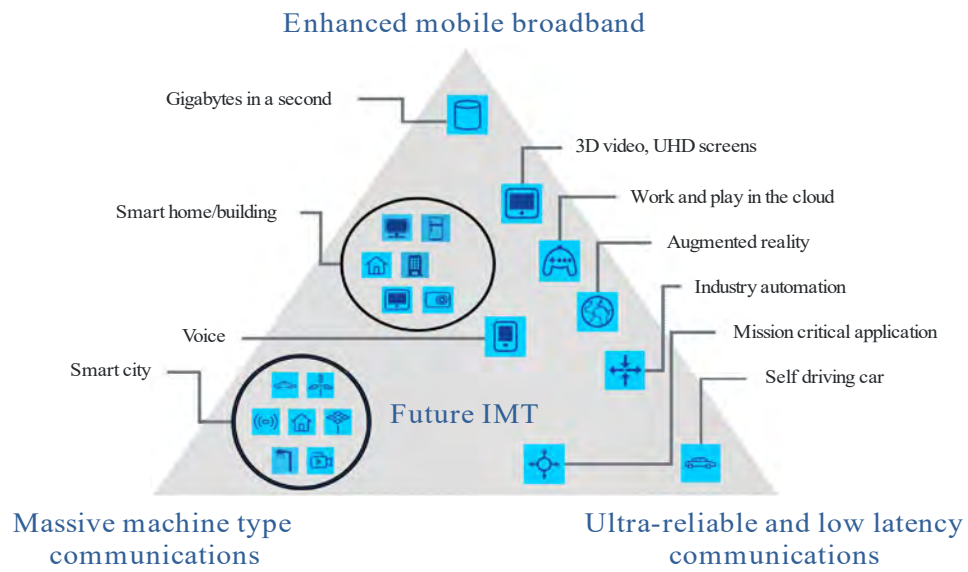 Enhanced mobile broadband
Gigabytes in a second
3D video, UHD screens
Work and play in the cloud
Smart home/building
Augmented reality
Industry automation
Voice
Mission critical application
Smart city
Self driving car
Future IMT
Massive machine type
communications
Ultra-reliable and low latency
communications